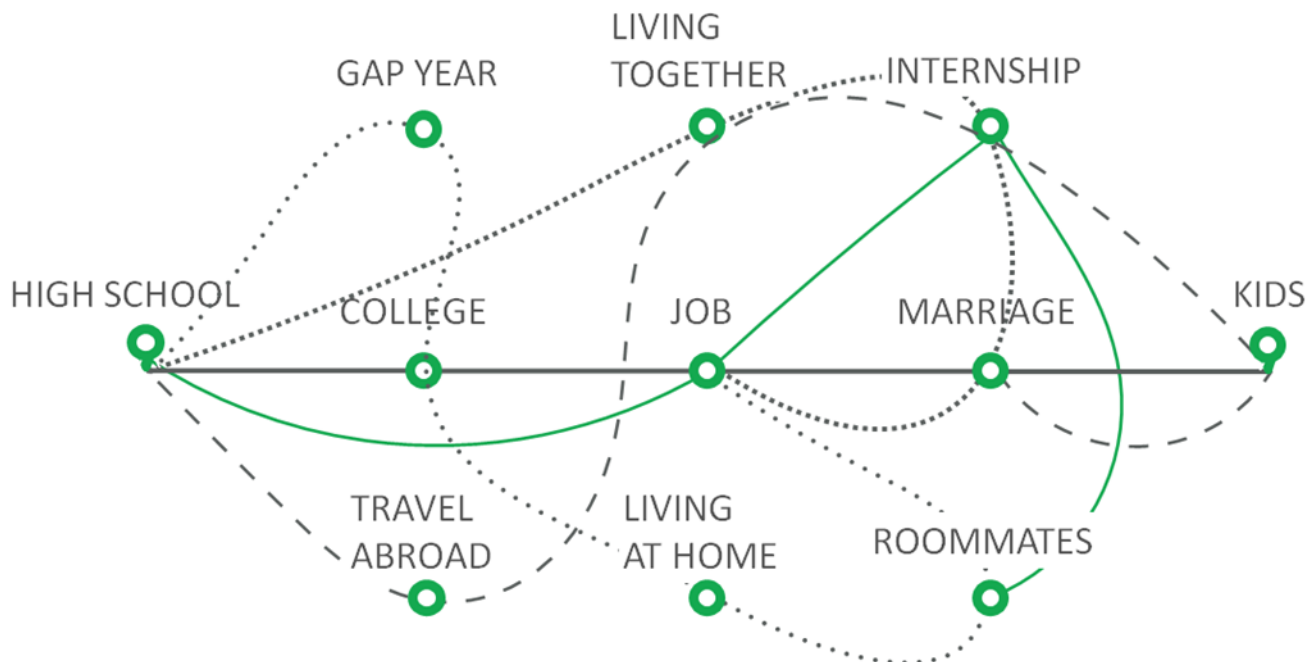 GAP YEAR
LIVING
TOGETHER
INTERNSHIP
HIGH SCHOOL
COLLEGE
JOB
MARRIAGE
KIDS
TRAVEL
ABROAD
LIVING
AT HOME
ROOMMATES